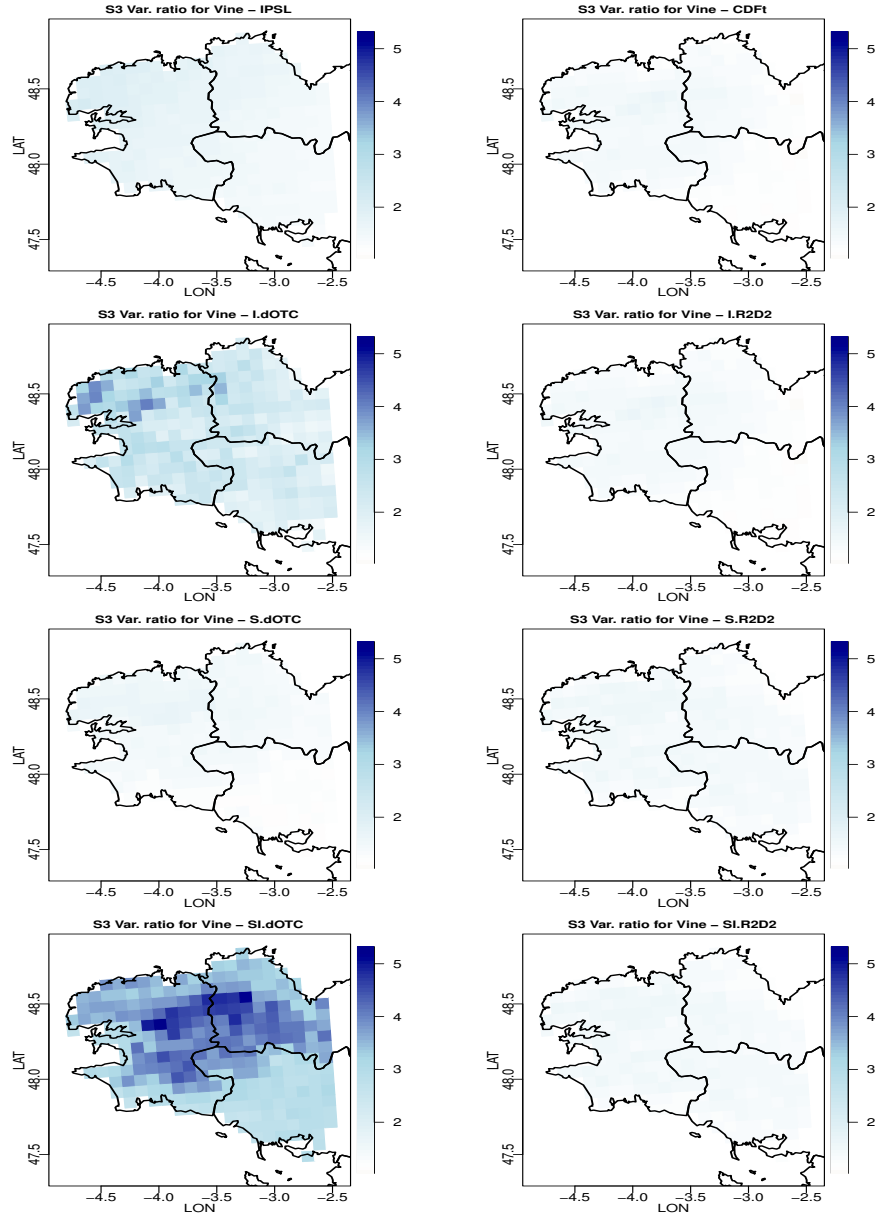 S3 Var. ratio for Vine – IPSL
5
4
3
2
48.5
48.0
47.5
LAT
−4.5 −4.0 −3.5 −3.0 −2.5
LON
S3 Var. ratio for Vine – CDFt
5
4
3
2
48.5
48.0
47.5
LAT
−4.5 −4.0 −3.5 −3.0 −2.5
LON
S3 Var. ratio for Vine – I.dOTC
5
4
3
2
48.5
48.0
47.5
LAT
−4.5 −4.0 −3.5 −3.0 −2.5
LON
S3 Var. ratio for Vine – I.R2D2
5
4
3
2
48.5
48.0
47.5
LAT
−4.5 −4.0 −3.5 −3.0 −2.5
LON
S3 Var. ratio for Vine – S.dOTC
5
4
3
2
48.5
48.0
47.5
LAT
−4.5 −4.0 −3.5 −3.0 −2.5
LON
S3 Var. ratio for Vine – S.R2D2
5
4
3
2
48.5
48.0
47.5
LAT
−4.5 −4.0 −3.5 −3.0 −2.5
LON
S3 Var. ratio for Vine – SI.dOTC
5
4
3
2
48.5
48.0
47.5
LAT
−4.5 −4.0 −3.5 −3.0 −2.5
LON
S3 Var. ratio for Vine – SI.R2D2
5
4
3
2
48.5
48.0
47.5
LAT
−4.5 −4.0 −3.5 −3.0 −2.5
LON